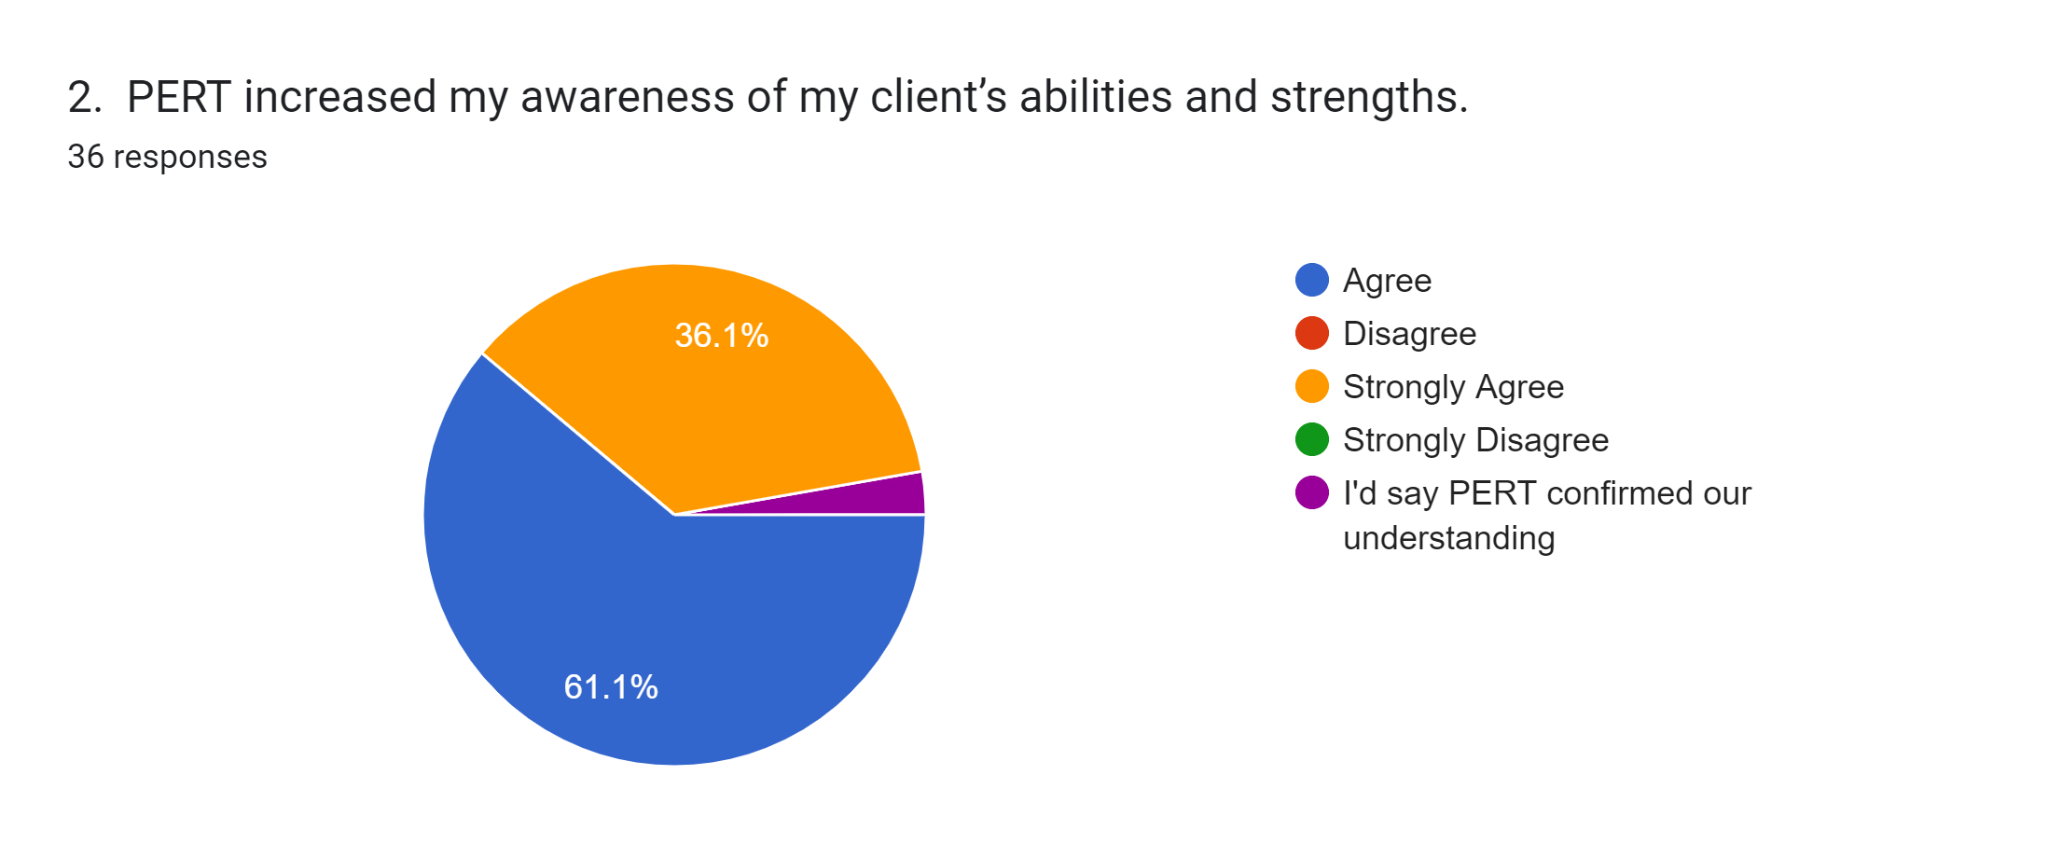 2. PERT increased my awareness of my client’s abilities and strengths.
36 responses
36.1%
61.1%
Agree
Disagree
Strongly Agree
Strongly Disagree
I'd say PERT confirmed our
understanding